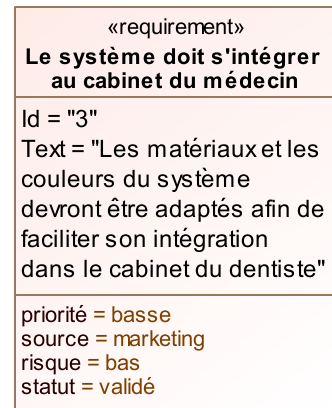 «requirement»
Le système doit s'intégrer
au cabinet du médecin
Id = "3"
Text = "Les matériaux et les
couleurs du système
devront être adaptés afin de
faciliter son intégration
dans le cabinet du dentiste"
priorité = basse
source = marketing
risque = bas
statut = validé